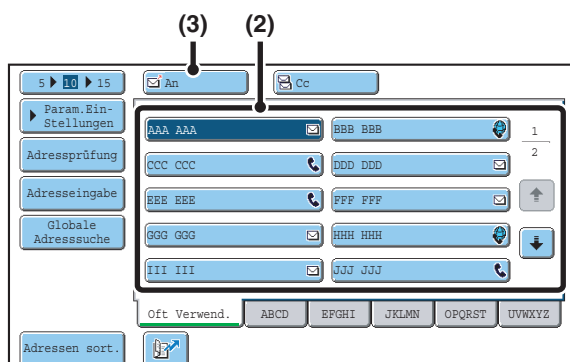 (3) (2)
5 10 15 An Cc
Param.Ein-
Stellungen
Adressprüfung
Adresseingabe
Globale
Adresssuche
AAA AAA BBB BBB
CCC CCC DDD DDD
EEE EEE FFF FFF
GGG GGG HHH HHH
III III JJJ JJJ
1
2
Oft Verwend. ABCD EFGHI JKLMN OPQRST UVWXYZ
Adressen sort.